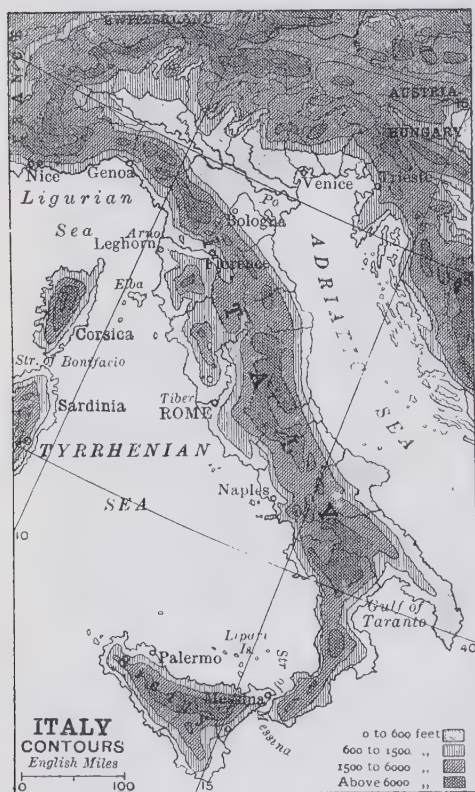 SWITZERLAND
FRANCE
AUSTRIA
HUNGARY
Nice
Genoa
Venice
Trieste
Ligurian
Sea
Po
Bologna
Arno
Leghorn
Florence
ADRIATIC
SEA
Elba
Corsica
Str. of Bonifacio
Sardinia
Tiber
ROME
ITALY
TYRRHENIAN
SEA
Naples
10
Gulf of
Taranto
40
Lipari
Is.
Palermo
Str. of
Messina
Messina
SICILY
ITALY
CONTOURS
English Miles
0 100
15
0 to 600 feet
600 to 1500 „
1500 to 6000 „
Above 6000 „